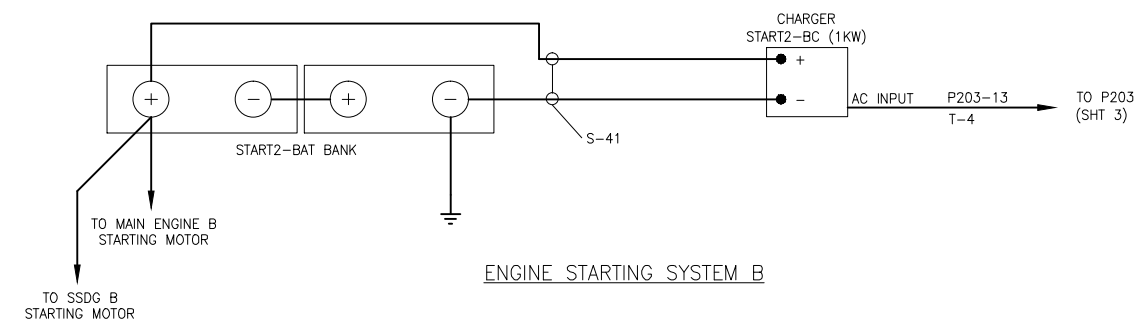 CHARGER
START2-BC (1KW)
+
+
-
+
-
-
AC INPUT
P203-13
T-4
TO P203
(SHT 3)
S-41
START2-BAT BANK
TO MAIN ENGINE B
STARTING MOTOR
ENGINE STARTING SYSTEM B
TO SSDG B
STARTING MOTOR